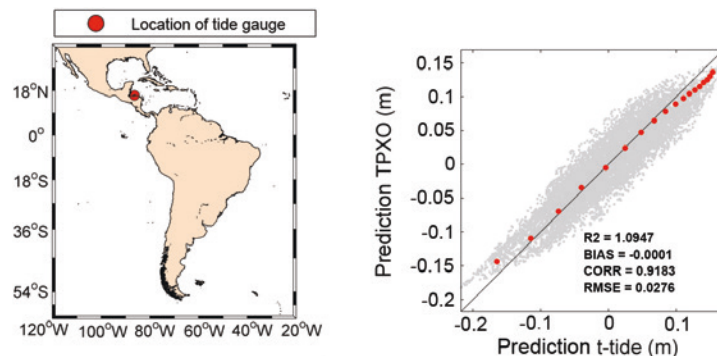 Location of tide gauge
18°N
0°
18°S
36°S
54°S
120°W 100°W 80°W 60°W 40°W 20°W
Prediction TPXO (m)
0.15
0.1
0.05
0
-0.05
-0.1
-0.15
-0.2
R2 = 1.0947
BIAS = -0.0001
CORR = 0.9183
RMSE = 0.0276
-0.2 -0.1 0 0.1
Prediction t-tide (m)